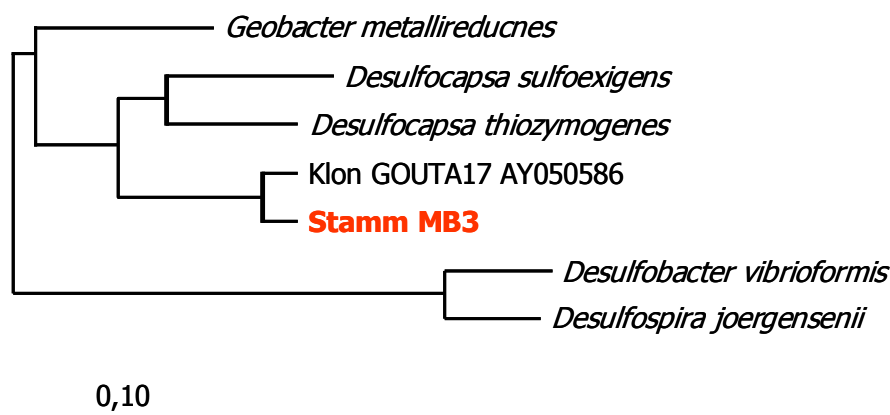 Geobacter metallireducnes
Desulfocapsa sulfoexigens
Desulfocapsa thiozymogenes
Klon GOUTA17 AY050586
Stamm MB3
Desulfobacter vibrioformis
Desulfospira joergensenii
0,10